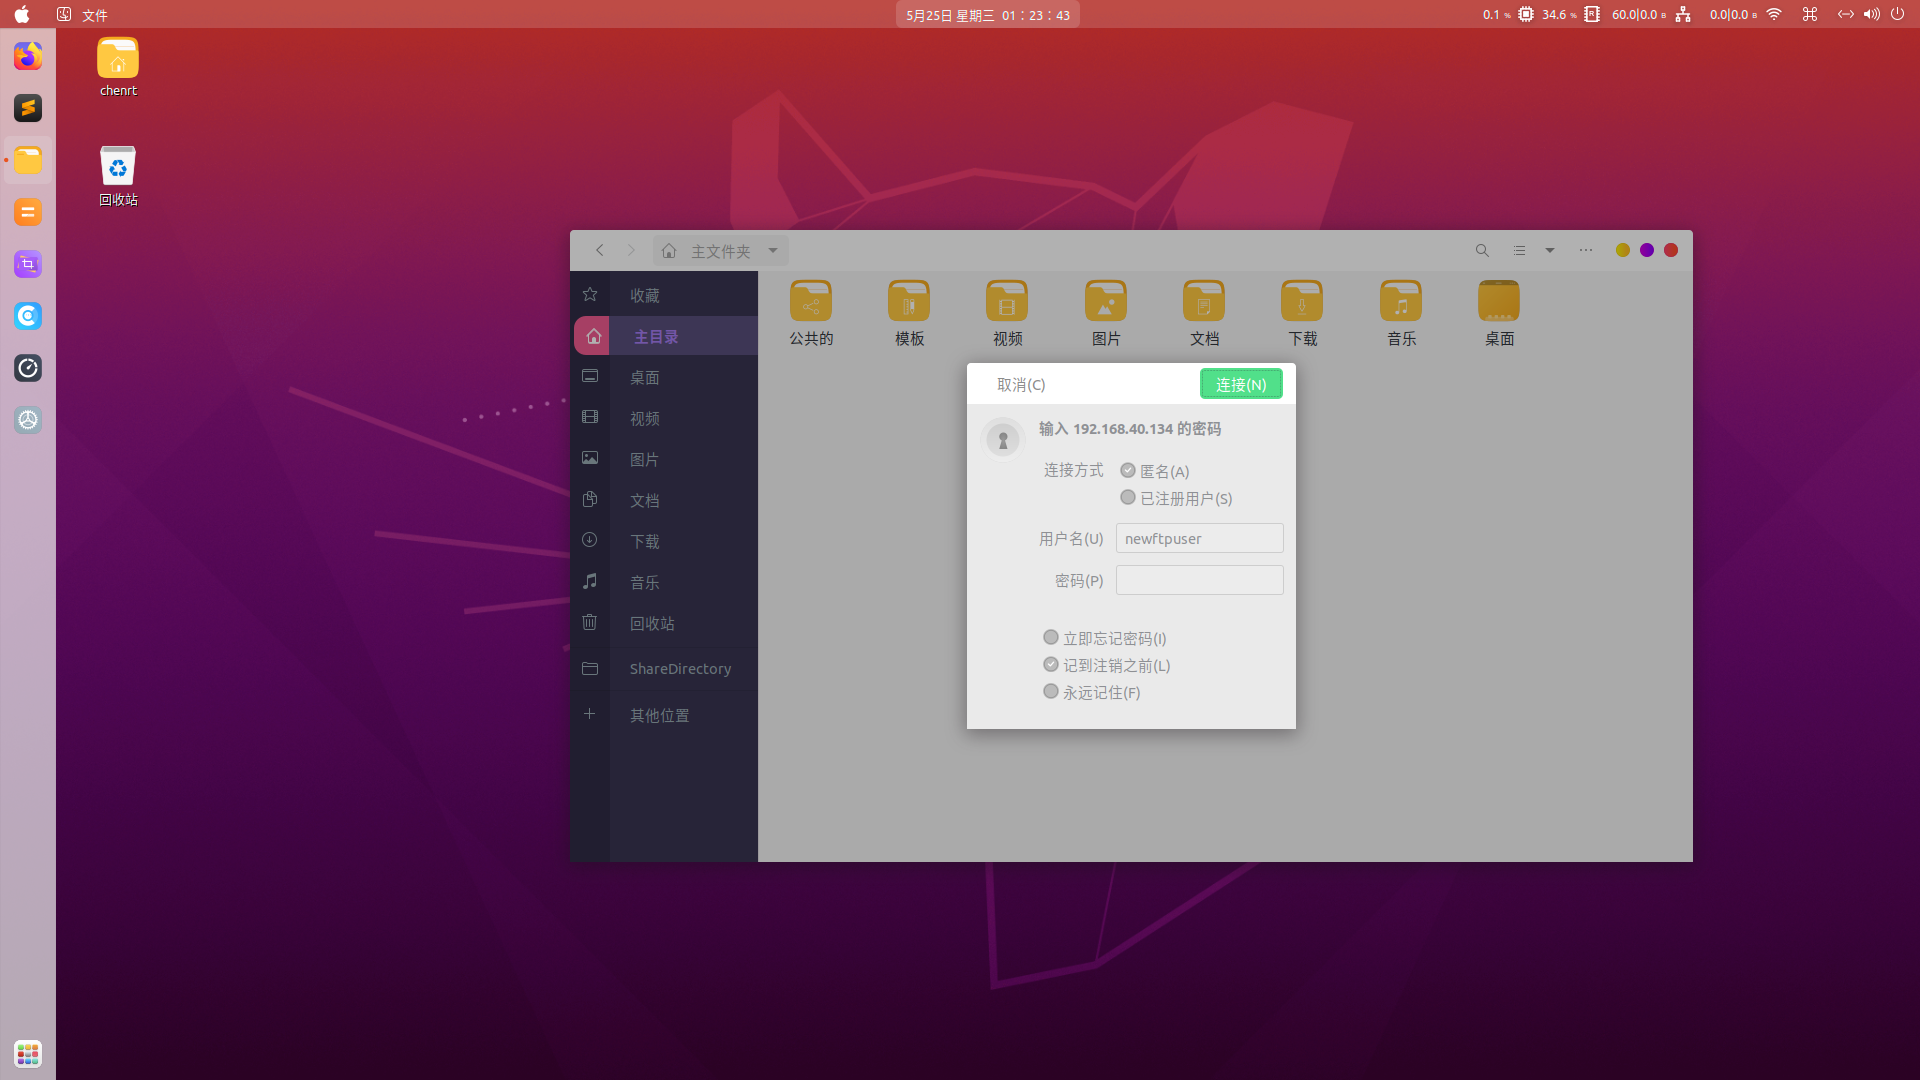 文件
5月25日 星期三 01：23：43
0.1 %
34.6 %
60.0|0.0 B
0.0|0.0 B
chenrt
回收站
主文件夹
收藏
主目录
桌面
视频
图片
文档
下载
音乐
回收站
ShareDirectory
其他位置
公共的
模板
视频
图片
文档
下载
音乐
桌面
取消(C)
连接(N)
输入 192.168.40.134 的密码
连接方式
匿名(A)
已注册用户(S)
用户名(U)
newftpuser
密码(P)
立即忘记密码(I)
记到注销之前(L)
永远记住(F)